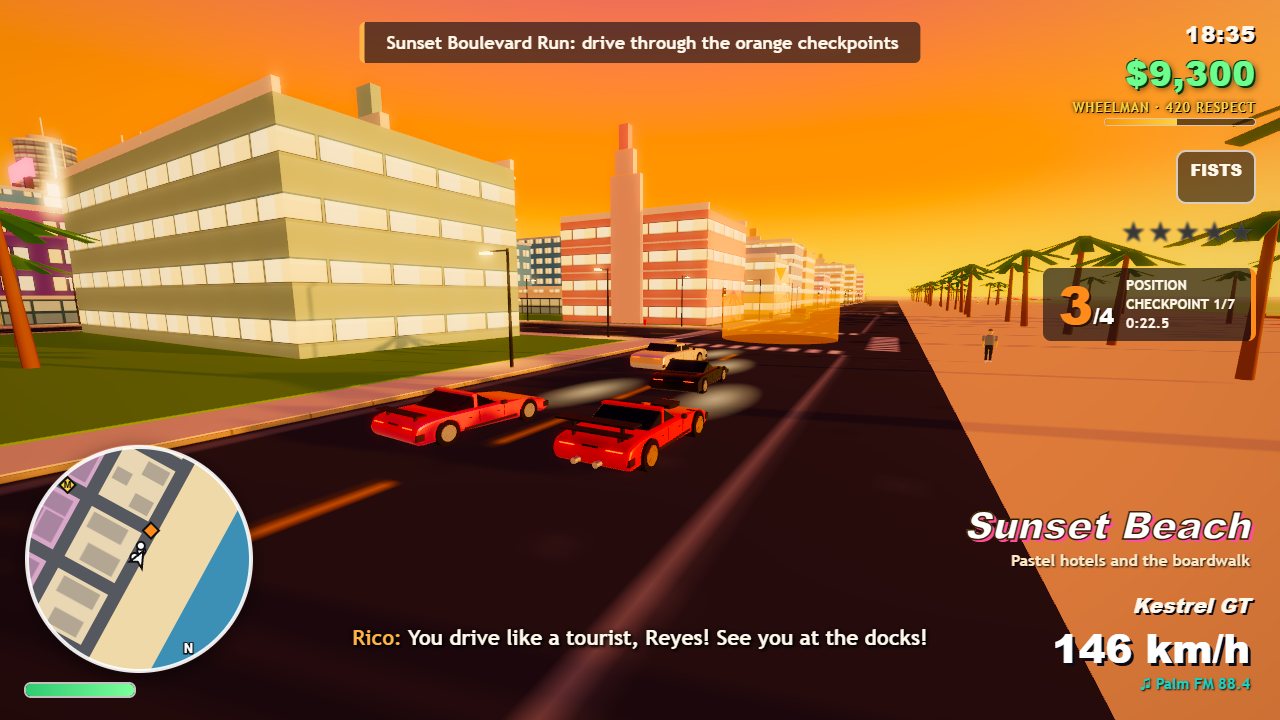 Sunset Boulevard Run: drive through the orange checkpoints
18:35
$9,300
WHEELMAN · 420 RESPECT
FISTS
3/4
POSITION
CHECKPOINT 1/7
0:22.5
Sunset Beach
Pastel hotels and the boardwalk
Kestrel GT
146 km/h
♫ Palm FM 88.4
Rico: You drive like a tourist, Reyes! See you at the docks!
N